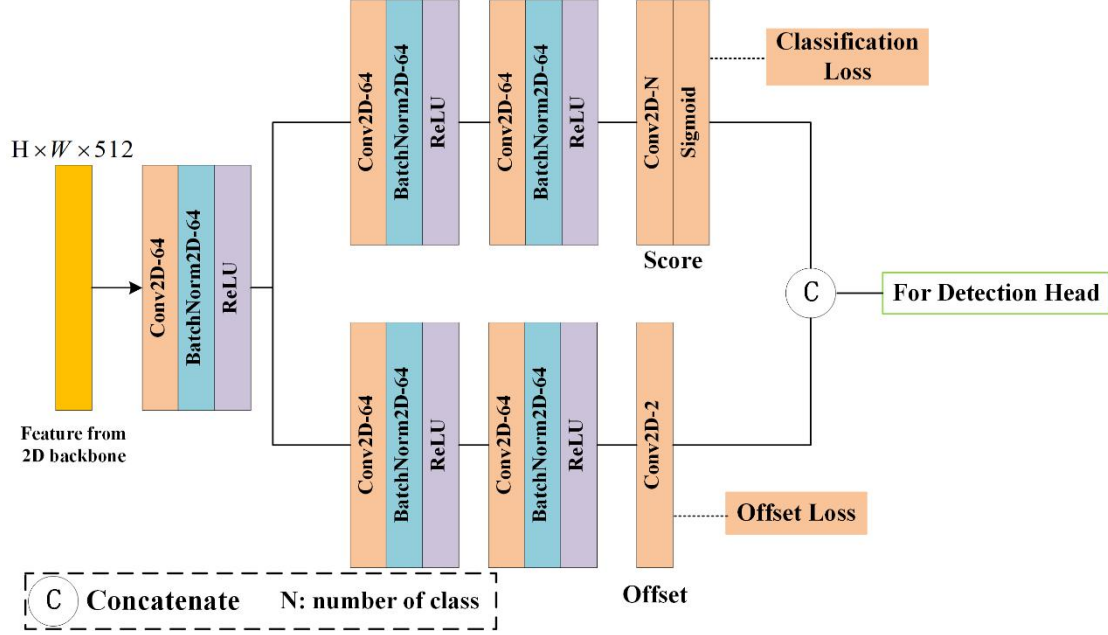 H×W×512
Feature from
2D backbone
Conv2D-64
BatchNorm2D-64
ReLU
Conv2D-64
BatchNorm2D-64
ReLU
Conv2D-64
BatchNorm2D-64
ReLU
Conv2D-N
Sigmoid
Score
Classification
Loss
Conv2D-64
BatchNorm2D-64
ReLU
Conv2D-64
BatchNorm2D-64
ReLU
Conv2D-2
Offset
Offset Loss
C
For Detection Head
C Concatenate N: number of class